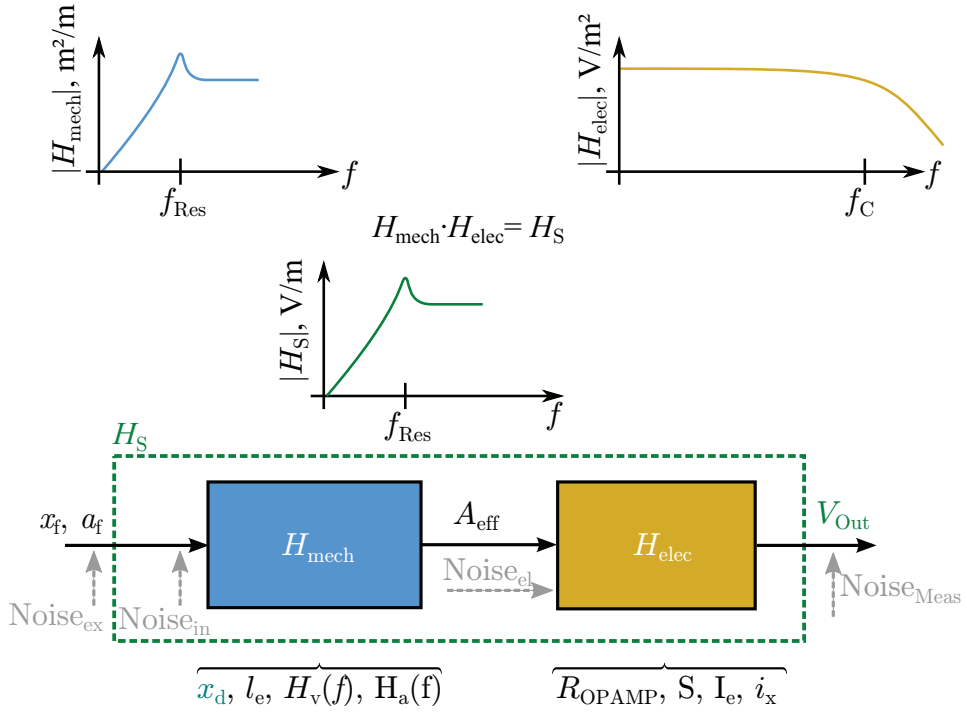 |H_mech|, m²/m
f
f_Res
|H_elec|, V/m²
f
f_C
H_mech·H_elec= H_S
|H_S|, V/m
f
f_Res
H_S
x_f, a_f
H_mech
A_eff
H_elec
V_Out
Noise_ex
Noise_in
Noise_el
Noise_Meas
x_d, l_e, H_v(f), H_a(f)
R_OPAMP, S, I_e, i_x